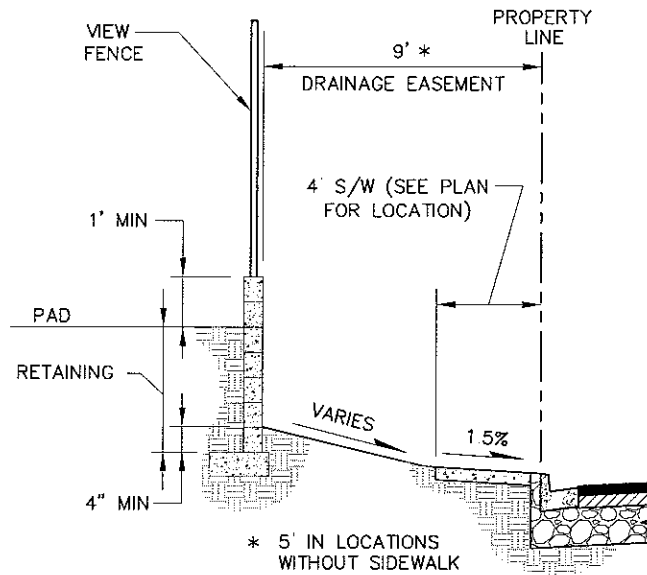 VIEW
FENCE
PROPERTY
LINE
9' *
DRAINAGE EASEMENT
4' S/W (SEE PLAN
FOR LOCATION)
1' MIN
PAD
RETAINING
VARIES
1.5%
4" MIN
* 5' IN LOCATIONS
WITHOUT SIDEWALK